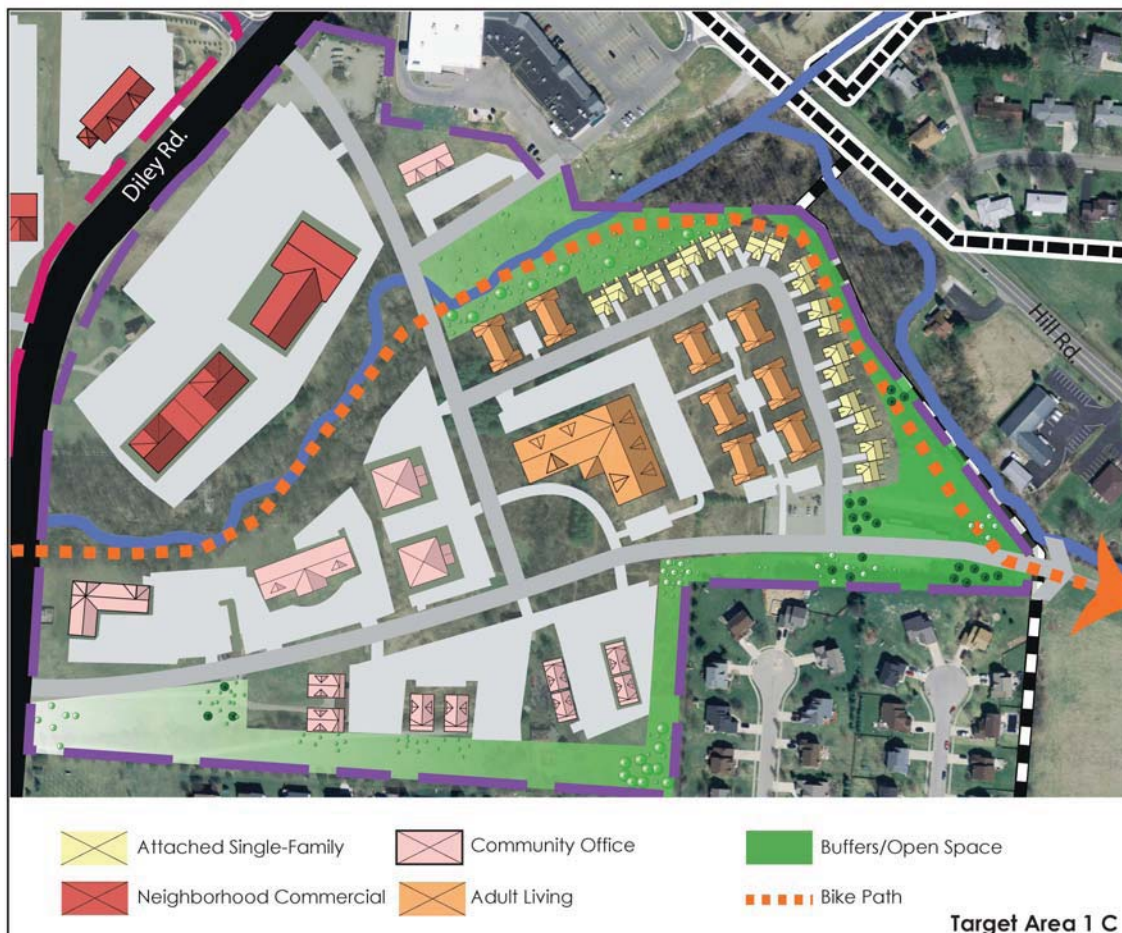 Diley Rd.
Hill Rd.
Attached Single-Family
Community Office
Buffers/Open Space
Neighborhood Commercial
Adult Living
Bike Path
Target Area 1 C